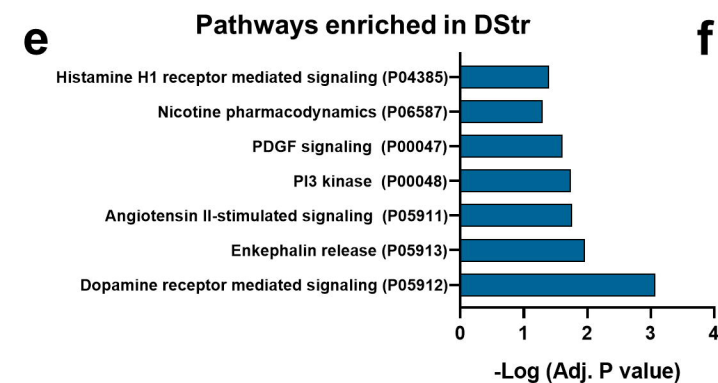 e
Pathways enriched in DStr
f
Histamine H1 receptor mediated signaling (P04385)
Nicotine pharmacodynamics (P06587)
PDGF signaling (P00047)
PI3 kinase (P00048)
Angiotensin II-stimulated signaling (P05911)
Enkephalin release (P05913)
Dopamine receptor mediated signaling (P05912)
0 1 2 3 4
-Log (Adj. P value)